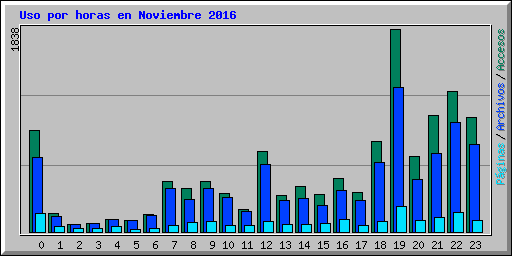 Uso por horas en Noviembre 2016
1838
Páginas / Archivos / Accesos
0 1 2 3 4 5 6 7 8 9 10 11 12 13 14 15 16 17 18 19 20 21 22 23